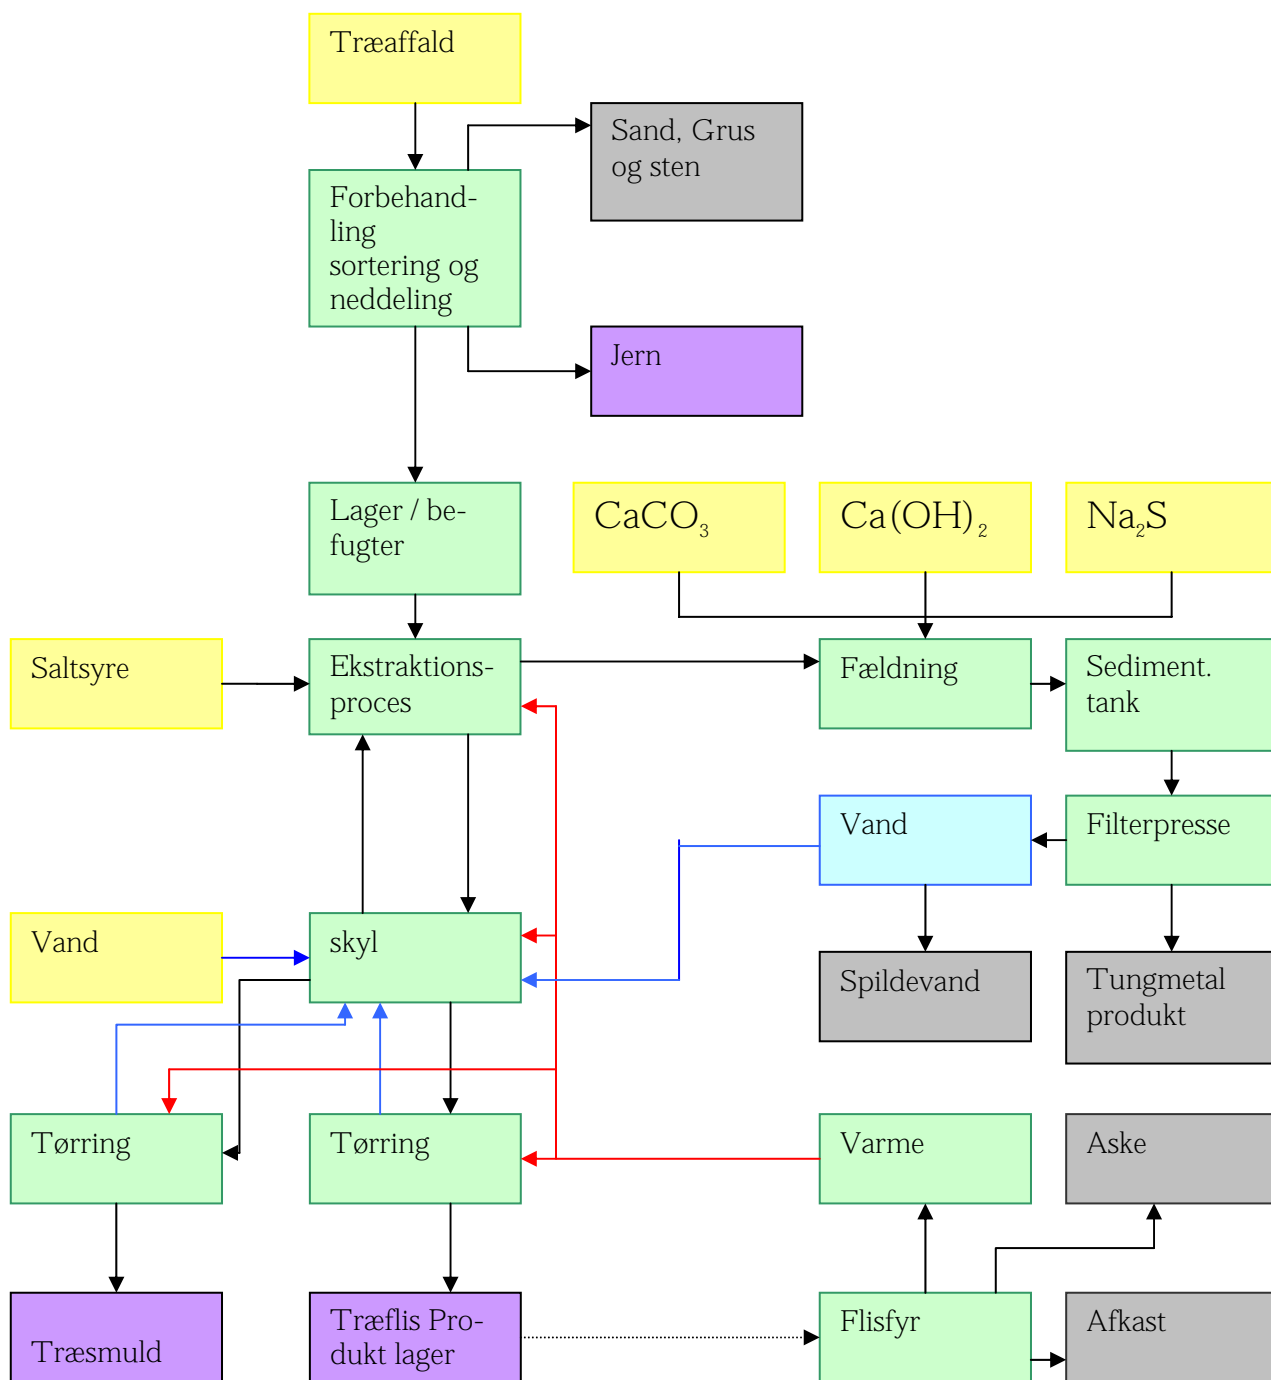 Træaffald
Sand, Grus
og sten
Forbehand-
ling
sortering og
neddeling
Jern
Lager / be-
fugter
CaCO₃
Ca(OH)₂
Na₂S
Saltsyre
Ekstraktions-
proces
Fældning
Sediment.
tank
Vand
Filterpresse
Vand
skyl
Spildevand
Tungmetal
produkt
Tørring
Tørring
Varme
Aske
Træsmuld
Træflis Pro-
dukt lager
Flisfyr
Afkast